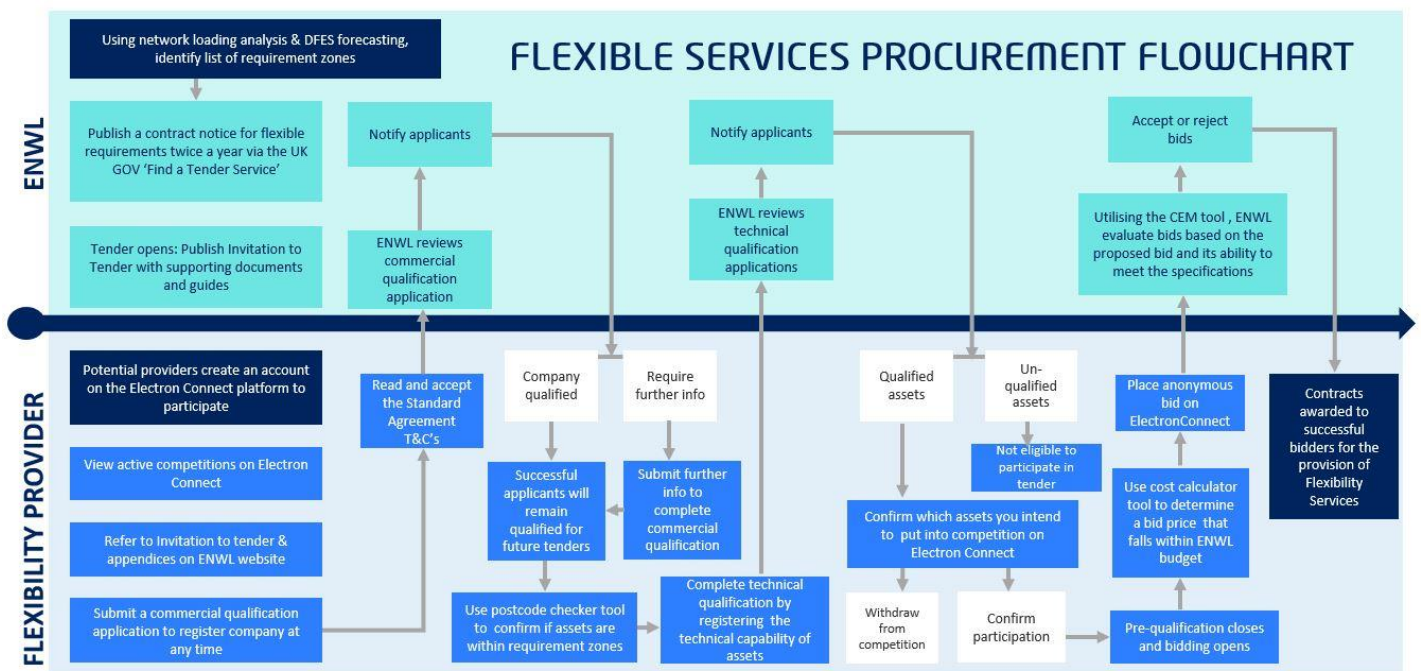 FLEXIBLE SERVICES PROCUREMENT FLOWCHART
ENWL
Using network loading analysis & DFES forecasting,
identify list of requirement zones
Publish a contract notice for flexible
requirements twice a year via the UK
GOV ‘Find a Tender Service’
Tender opens: Publish Invitation to
Tender with supporting documents
and guides
Notify applicants
ENWL reviews
commercial
qualification
application
Notify applicants
ENWL reviews
technical
qualification
applications
Accept or reject
bids
Utilising the CEM tool , ENWL
evaluate bids based on the
proposed bid and its ability to
meet the specifications
FLEXIBILITY PROVIDER
Potential providers create an account
on the Electron Connect platform to
participate
View active competitions on Electron
Connect
Refer to Invitation to tender &
appendices on ENWL website
Submit a commercial qualification
application to register company at
any time
Read and accept
the Standard
Agreement
T&C’s
Company
qualified
Require
further info
Successful
applicants will
remain
qualified for
future tenders
Submit further
info to
complete
commercial
qualification
Use postcode checker tool
to confirm if assets are
within requirement zones
Complete technical
qualification by
registering the
technical capability of
assets
Qualified
assets
Un-
qualified
assets
Not eligible to
participate in
tender
Confirm which assets you intend
to put into competition on
Electron Connect
Withdraw
from
competition
Confirm
participation
Pre-qualification closes
and bidding opens
Use cost calculator
tool to determine
a bid price that
falls within ENWL
budget
Place anonymous
bid on
ElectronConnect
Contracts
awarded to
successful
bidders for the
provision of
Flexibility
Services